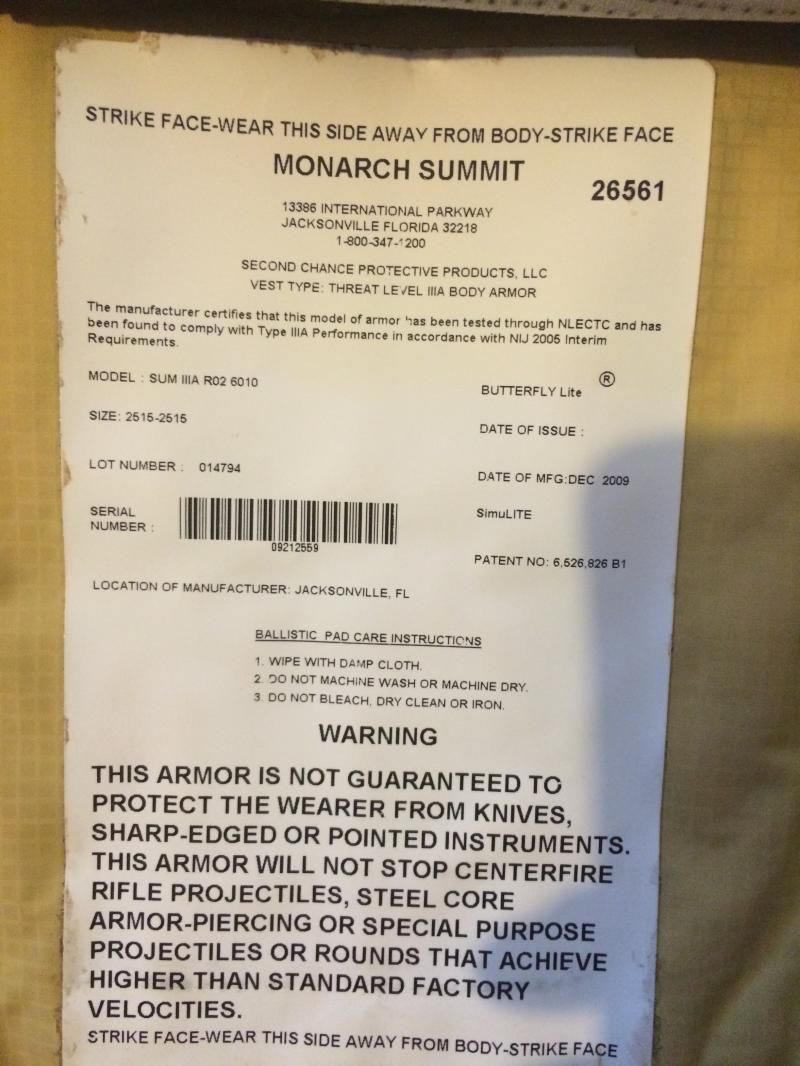 STRIKE FACE-WEAR THIS SIDE AWAY FROM BODY-STRIKE FACE
MONARCH SUMMIT
26561
13386 INTERNATIONAL PARKWAY
JACKSONVILLE FLORIDA 32218
1-800-347-1200
SECOND CHANCE PROTECTIVE PRODUCTS, LLC
VEST TYPE: THREAT LEVEL IIIA BODY ARMOR
The manufacturer certifies that this model of armor has been tested through NLECTC and has
been found to comply with Type IIIA Performance in accordance with NIJ 2005 Interim
Requirements.
MODEL : SUM IIIA R02 6010
BUTTERFLY Lite ®
SIZE: 2515-2515
DATE OF ISSUE :
LOT NUMBER : 014794
DATE OF MFG:DEC 2009
SERIAL
NUMBER :
09212559
SimuLITE
PATENT NO: 6,526,826 B1
LOCATION OF MANUFACTURER: JACKSONVILLE, FL
BALLISTIC PAD CARE INSTRUCTIONS
1. WIPE WITH DAMP CLOTH.
2. DO NOT MACHINE WASH OR MACHINE DRY.
3. DO NOT BLEACH, DRY CLEAN OR IRON.
WARNING
THIS ARMOR IS NOT GUARANTEED TO
PROTECT THE WEARER FROM KNIVES,
SHARP-EDGED OR POINTED INSTRUMENTS.
THIS ARMOR WILL NOT STOP CENTERFIRE
RIFLE PROJECTILES, STEEL CORE
ARMOR-PIERCING OR SPECIAL PURPOSE
PROJECTILES OR ROUNDS THAT ACHIEVE
HIGHER THAN STANDARD FACTORY
VELOCITIES.
STRIKE FACE-WEAR THIS SIDE AWAY FROM BODY-STRIKE FACE